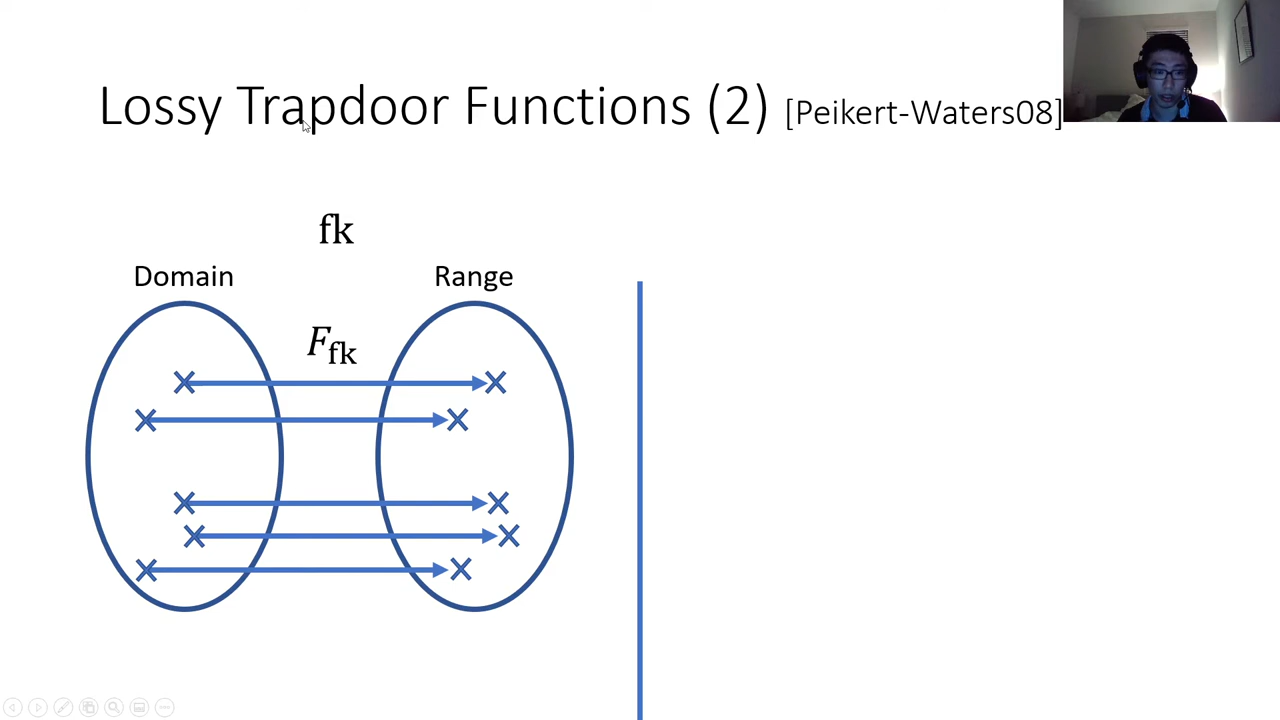 Lossy Trapdoor Functions (2) [Peikert-Waters08]
fk
Domain
Range
F_fk